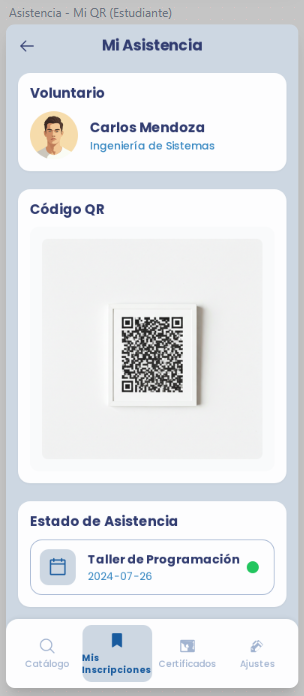 Asistencia - Mi QR (Estudiante)
Mi Asistencia
Voluntario
Carlos Mendoza
Ingeniería de Sistemas
Código QR
Estado de Asistencia
Taller de Programación
2024-07-26
Catálogo
Mis
Inscripciones
Certificados
Ajustes